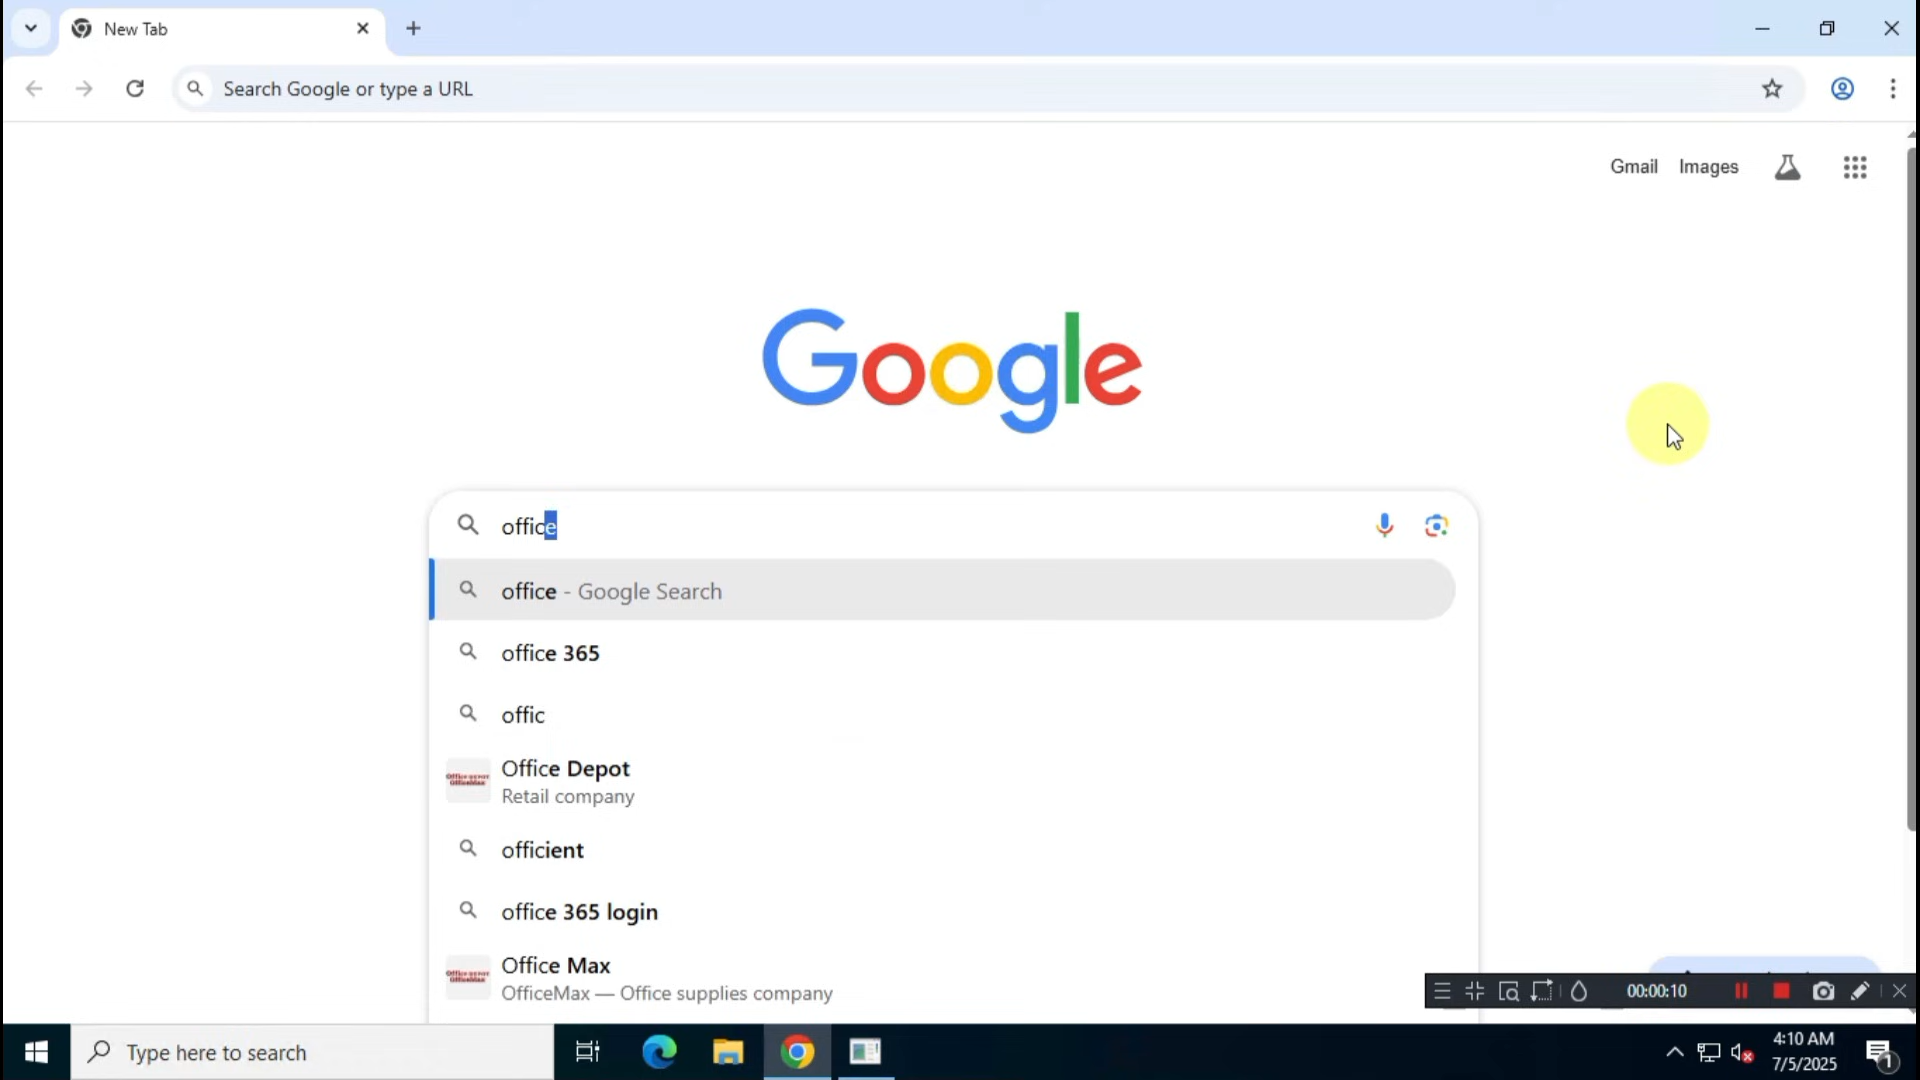 New Tab
Search Google or type a URL
Gmail Images
Google
office
office - Google Search
office 365
offic
Office Depot
Retail company
officient
office 365 login
Office Max
OfficeMax — Office supplies company
00:00:10
Type here to search
4:10 AM
7/5/2025
1